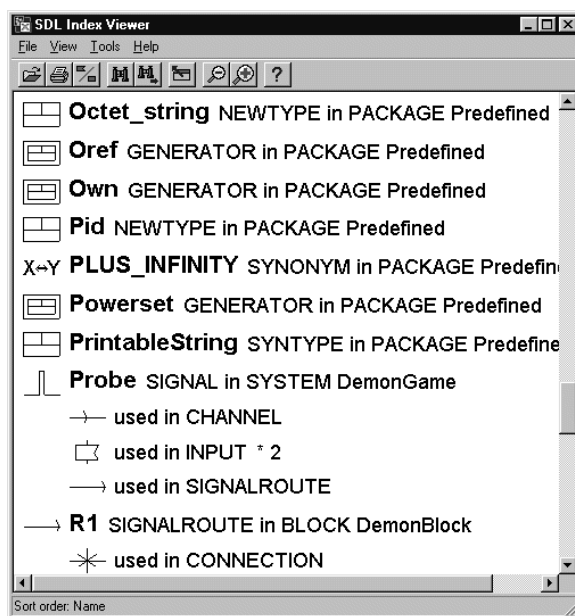 SDL Index Viewer
File View Tools Help
?
Octet_string NEWTYPE in PACKAGE Predefined
Oref GENERATOR in PACKAGE Predefined
Own GENERATOR in PACKAGE Predefined
Pid NEWTYPE in PACKAGE Predefined
X↔Y PLUS_INFINITY SYNONYM in PACKAGE Predefin
Powerset GENERATOR in PACKAGE Predefined
PrintableString SYNTYPE in PACKAGE Predefine
Probe SIGNAL in SYSTEM DemonGame
used in CHANNEL
used in INPUT * 2
used in SIGNALROUTE
R1 SIGNALROUTE in BLOCK DemonBlock
used in CONNECTION
Sort order: Name